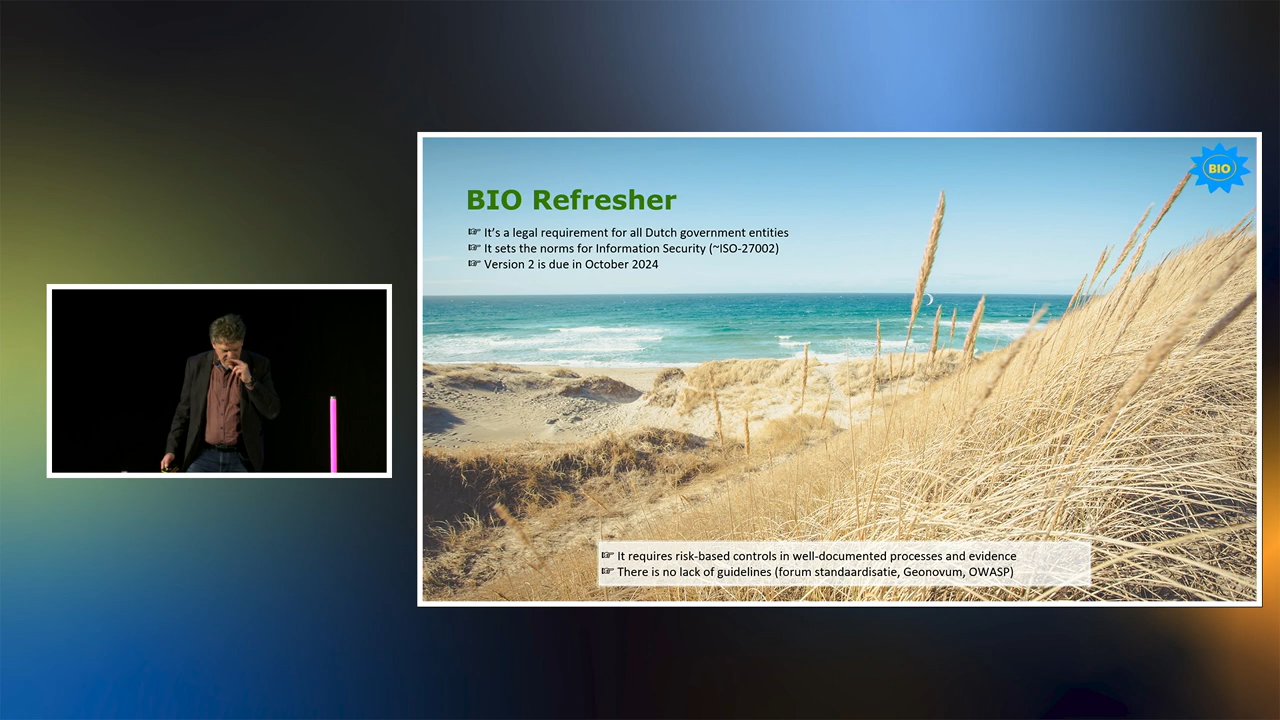 BIO
BIO Refresher
☞ It's a legal requirement for all Dutch government entities
☞ It sets the norms for Information Security (~ISO-27002)
☞ Version 2 is due in October 2024
☞ It requires risk-based controls in well-documented processes and evidence
☞ There is no lack of guidelines (forum standaardisatie, Geonovum, OWASP)